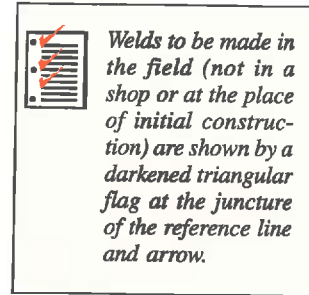 Welds to be made in
the field (not in a
shop or at the place
of initial construc-
tion) are shown by a
darkened triangular
flag at the juncture
of the reference line
and arrow.